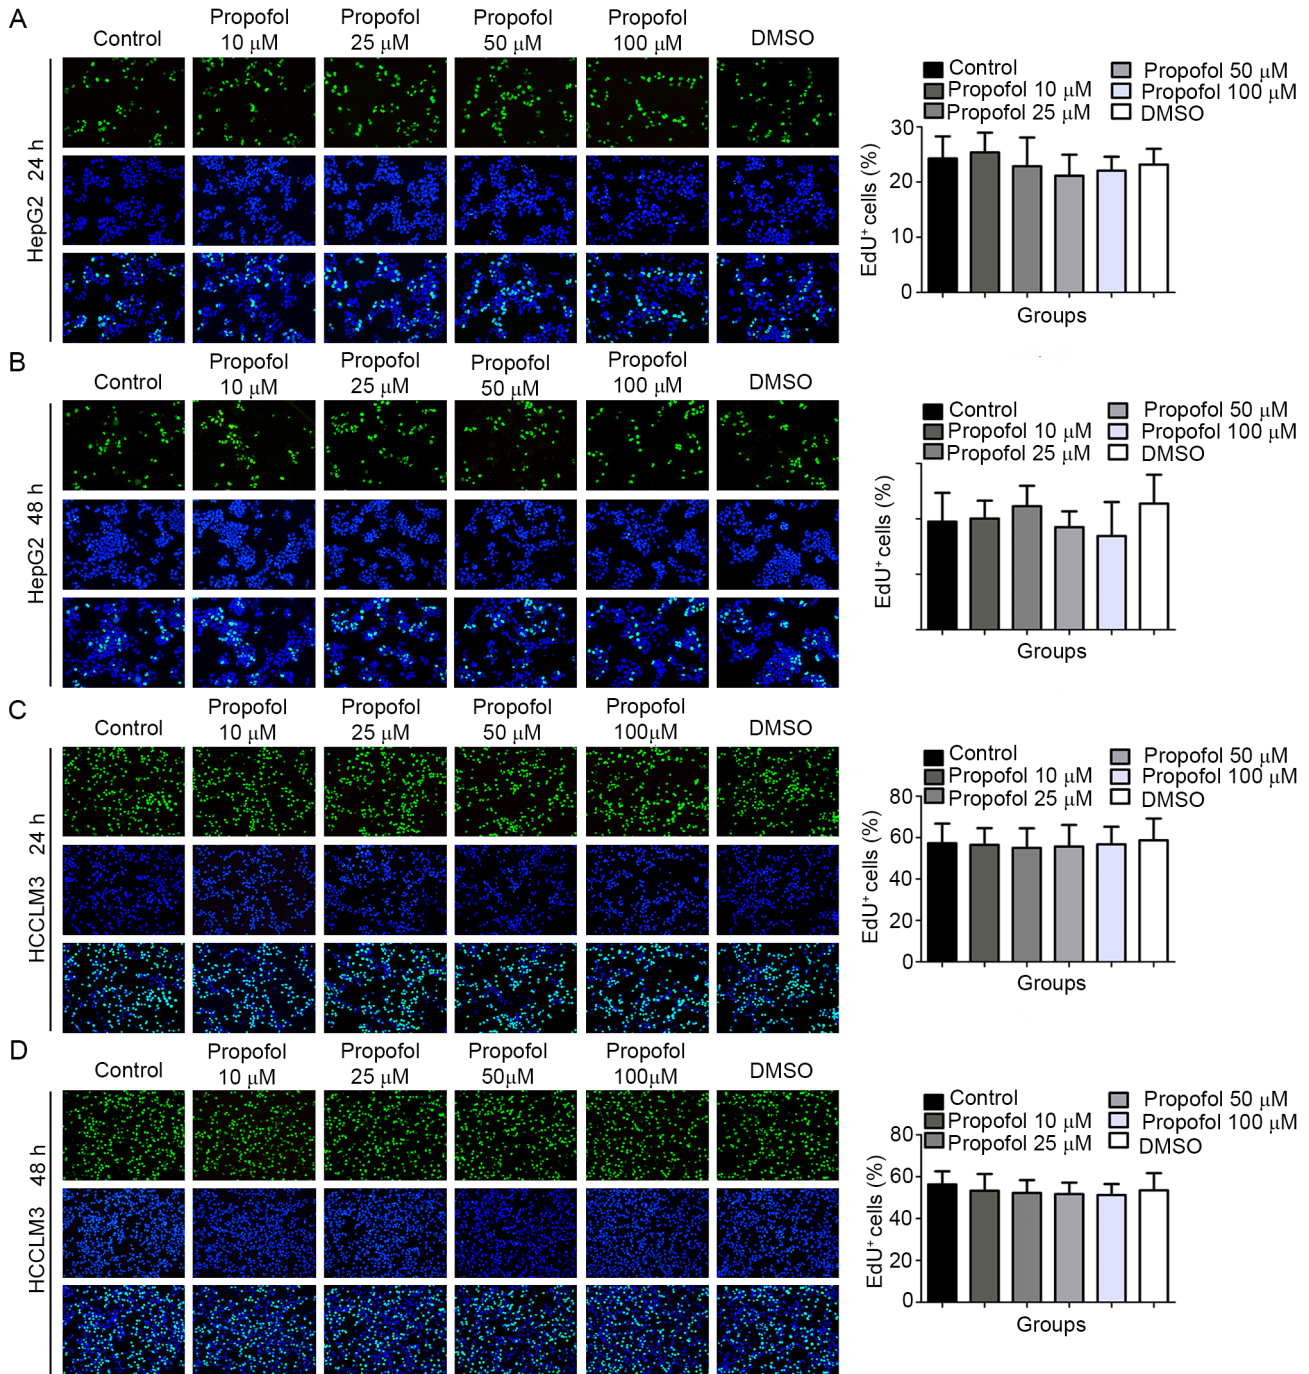 A
Control
Propofol
10 μM
Propofol
25 μM
Propofol
50 μM
Propofol
100 μM
DMSO
HepG2 24 h
Control
Propofol 10 μM
Propofol 25 μM
Propofol 50 μM
Propofol 100 μM
DMSO
EdU⁺ cells (%)
30
20
10
0
Groups
B
Control
Propofol
10 μM
Propofol
25 μM
Propofol
50 μM
Propofol
100 μM
DMSO
HepG2 48 h
Control
Propofol 10 μM
Propofol 25 μM
Propofol 50 μM
Propofol 100 μM
DMSO
EdU⁺ cells (%)
C
Control
Propofol
10 μM
Propofol
25 μM
Propofol
50 μM
Propofol
100μM
DMSO
HCCLM3 24 h
Control
Propofol 10 μM
Propofol 25 μM
Propofol 50 μM
Propofol 100 μM
DMSO
EdU⁺ cells (%)
80
60
40
20
0
Groups
D
Control
Propofol
10 μM
Propofol
25 μM
Propofol
50μM
Propofol
100μM
DMSO
HCCLM3 48 h
Control
Propofol 10 μM
Propofol 25 μM
Propofol 50 μM
Propofol 100 μM
DMSO
EdU⁺ cells (%)
80
60
40
20
0
Groups